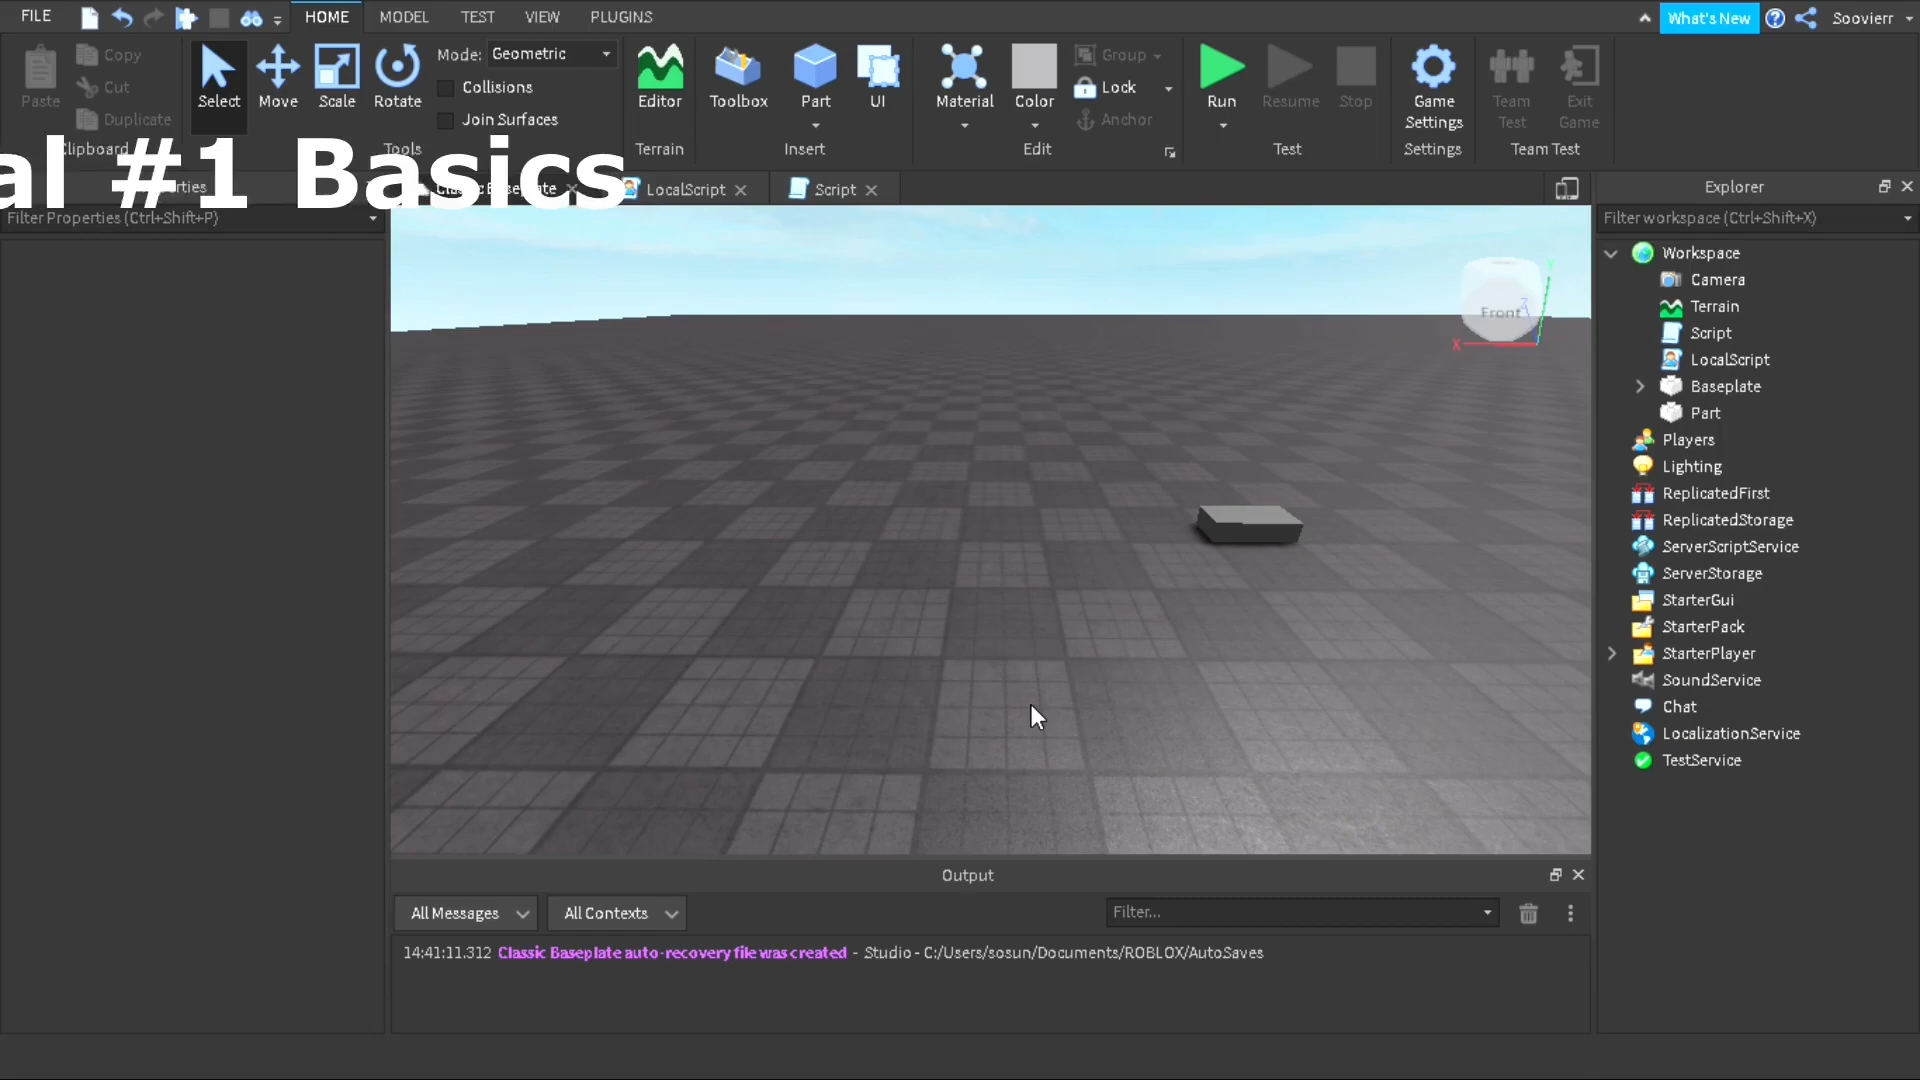 FILE
HOME
MODEL
TEST
VIEW
PLUGINS
What's New
Soovierr
Paste
Copy
Cut
Duplicate
Clipboard
Select
Move
Scale
Rotate
Mode: Geometric
Collisions
Join Surfaces
Tools
Editor
Terrain
Toolbox
Part
UI
Insert
Material
Color
Group
Lock
Anchor
Edit
Run
Resume
Stop
Test
Game
Settings
Settings
Team
Test
Exit
Game
Team Test
al #1 Basics
LocalScript
Script
Filter Properties (Ctrl+Shift+P)
Front
X
Z
Y
Explorer
Filter workspace (Ctrl+Shift+X)
Workspace
Camera
Terrain
Script
LocalScript
Baseplate
Part
Players
Lighting
ReplicatedFirst
ReplicatedStorage
ServerScriptService
ServerStorage
StarterGui
StarterPack
StarterPlayer
SoundService
Chat
LocalizationService
TestService
Output
All Messages
All Contexts
Filter...
14:41:11.312 Classic Baseplate auto-recovery file was created - Studio - C:/Users/sosun/Documents/ROBLOX/AutoSaves